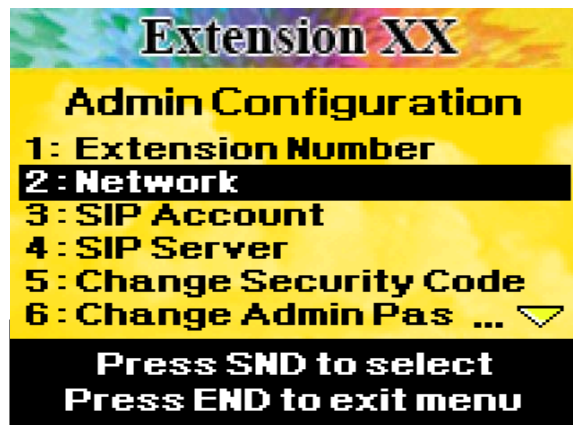 Extension XX
Admin Configuration
1: Extension Number
2: Network
3: SIP Account
4: SIP Server
5: Change Security Code
6: Change Admin Pas ...
Press SND to select
Press END to exit menu